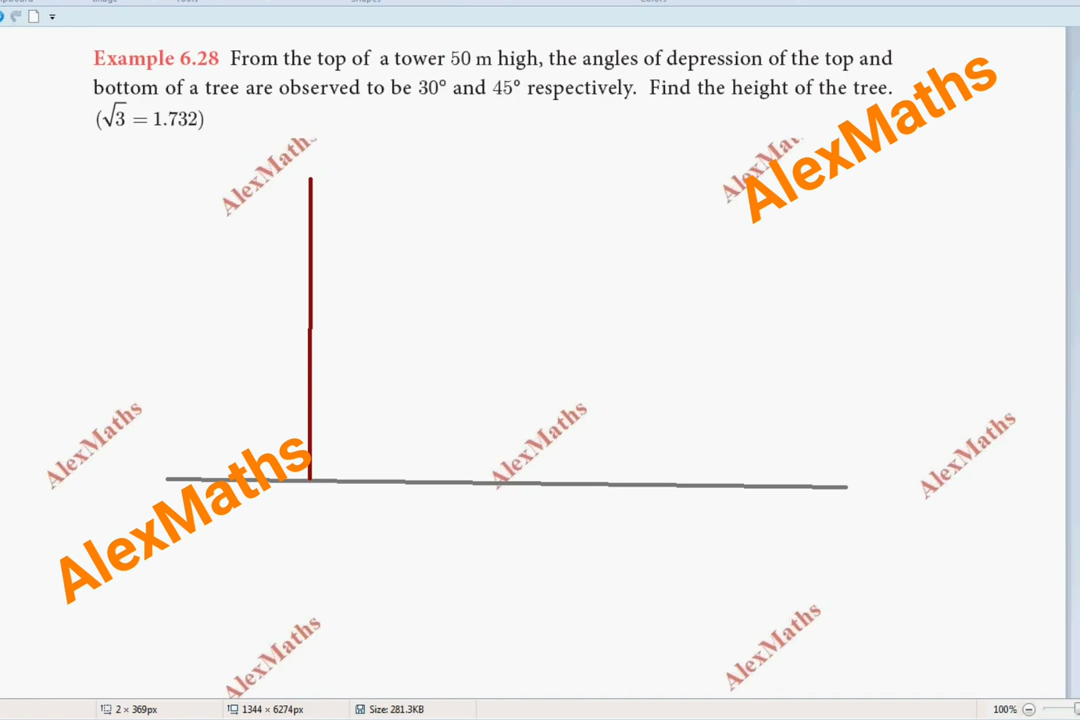 Example 6.28 From the top of a tower 50 m high, the angles of depression of the top and
bottom of a tree are observed to be 30° and 45° respectively. Find the height of the tree.
(√3 = 1.732)
AlexMaths
AlexMat
AlexMaths
AlexMaths
AlexMaths
AlexMaths
AlexMaths
AlexMaths
AlexMaths
2 × 369px
1344 × 6274px
Size: 281.3KB
100%